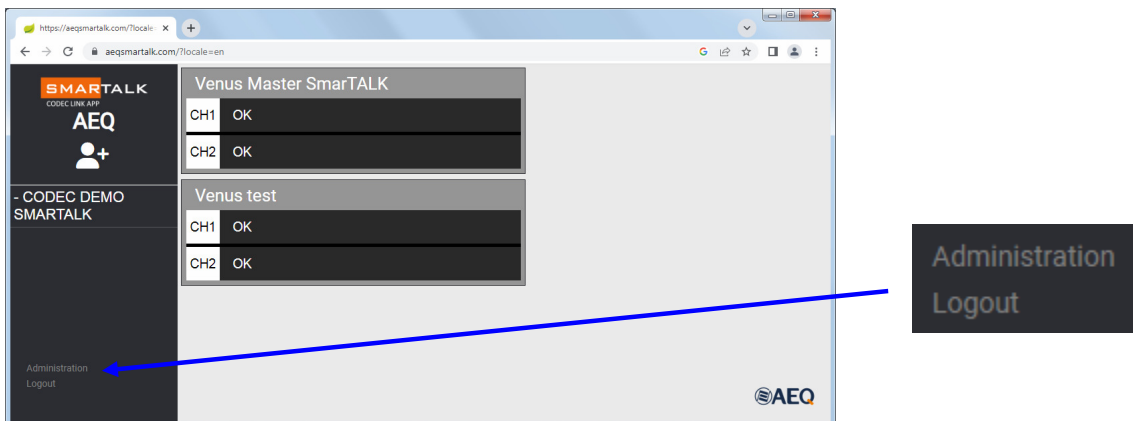 https://aeqsmartalk.com/?locale=
aeqsmartalk.com/?locale=en
SMARTALK
CODEC LINK APP
AEQ
- CODEC DEMO
SMARTALK
Administration
Logout
Venus Master SmarTALK
CH1 OK
CH2 OK
Venus test
CH1 OK
CH2 OK
AEQ
Administration
Logout